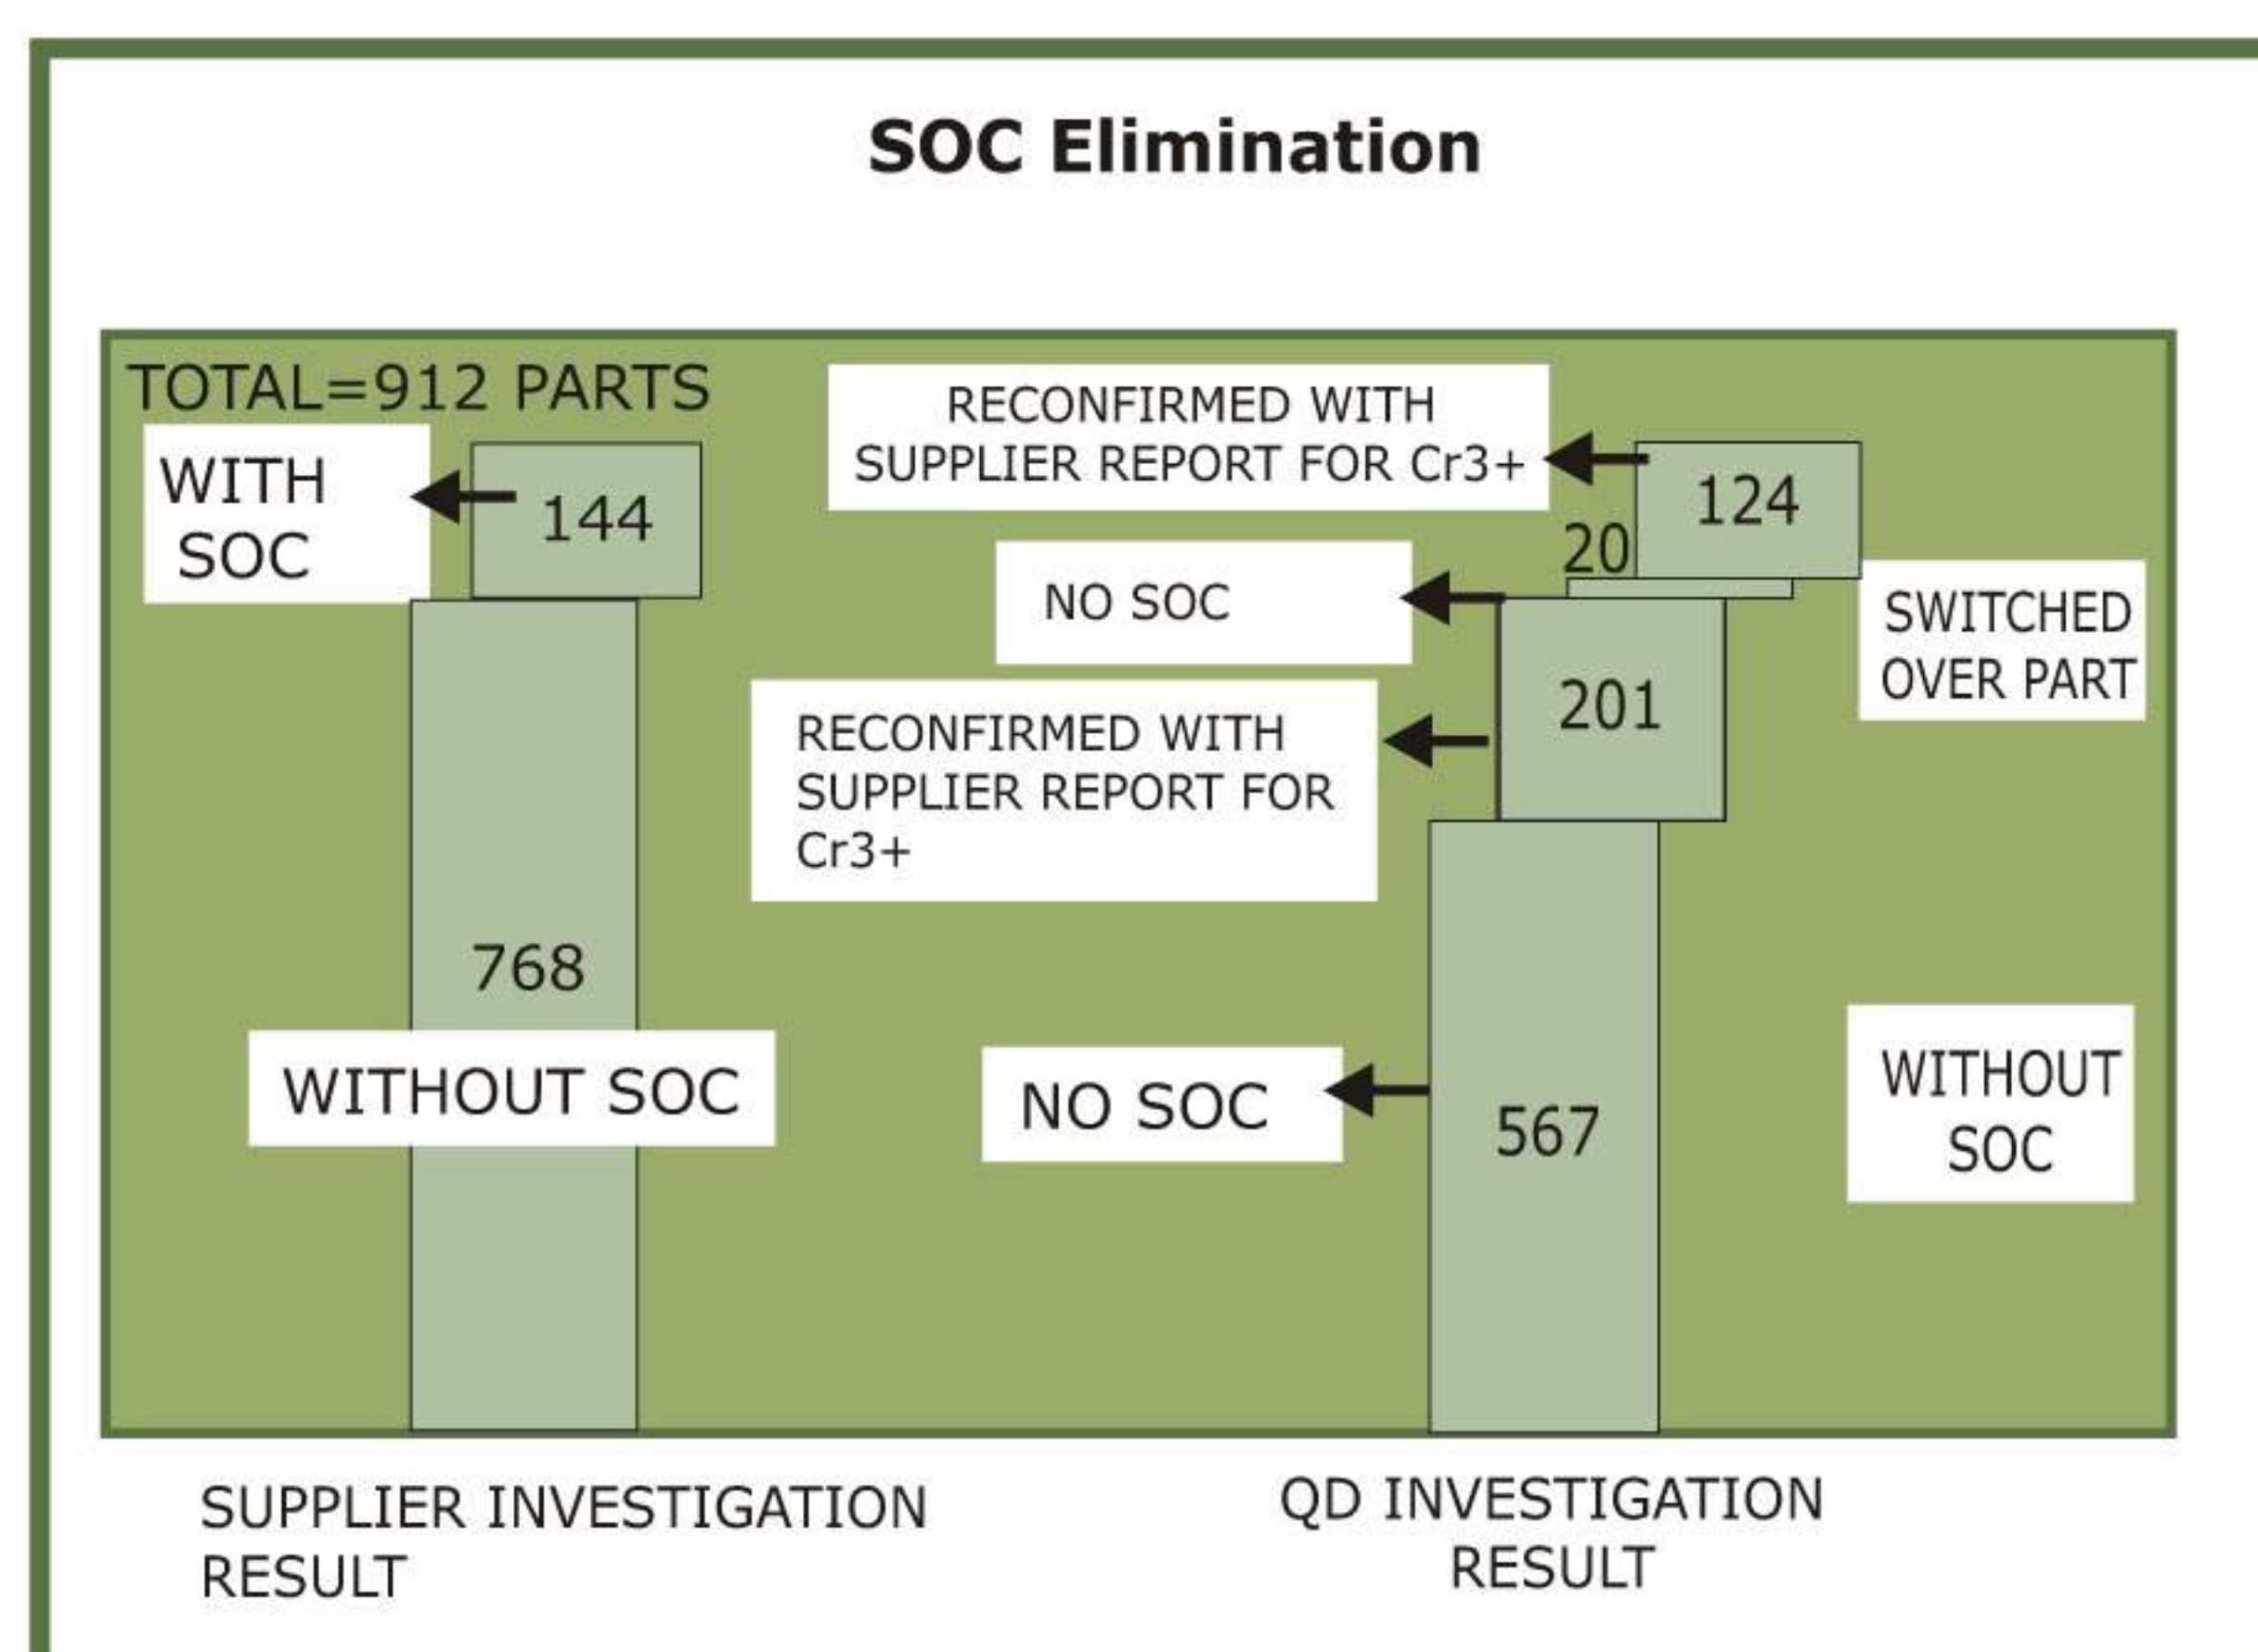 SOC Elimination
TOTAL=912 PARTS
WITH
SOC
144
768
WITHOUT SOC
RECONFIRMED WITH
SUPPLIER REPORT FOR Cr3+
124
20
NO SOC
SWITCHED
OVER PART
201
RECONFIRMED WITH
SUPPLIER REPORT FOR
Cr3+
NO SOC
567
WITHOUT
SOC
SUPPLIER INVESTIGATION
RESULT
QD INVESTIGATION
RESULT